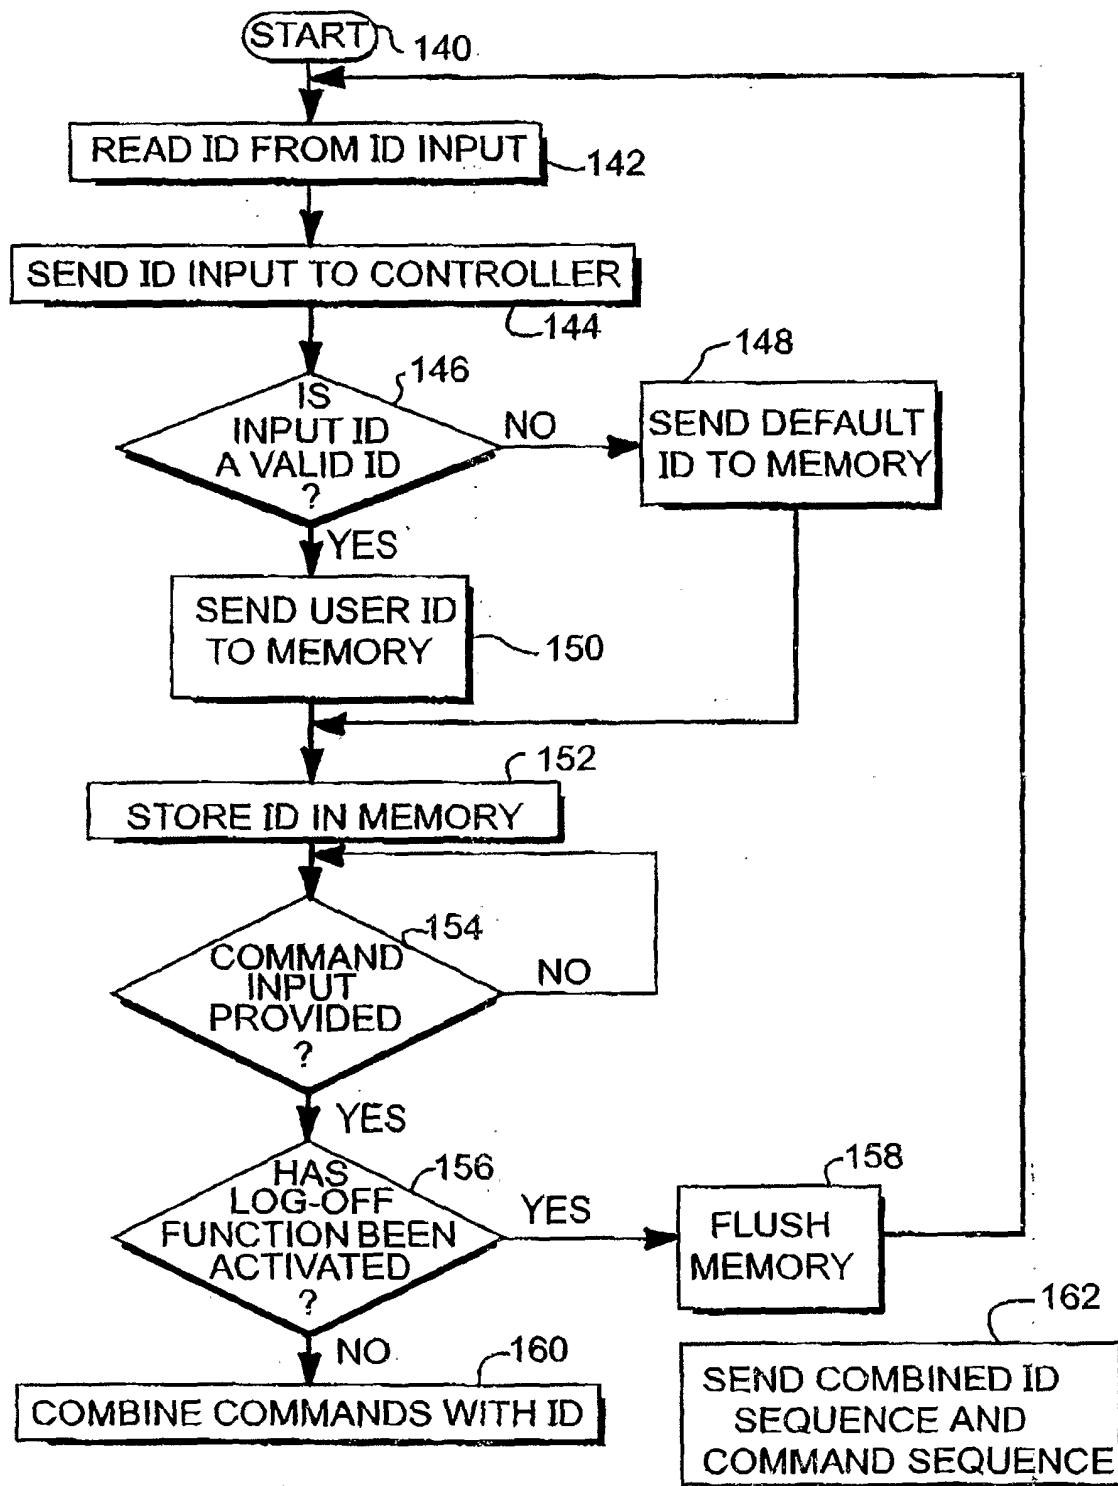 START
140
READ ID FROM ID INPUT
142
SEND ID INPUT TO CONTROLLER
144
146
IS
INPUT ID
A VALID ID
?
NO
148
SEND DEFAULT
ID TO MEMORY
YES
SEND USER ID
TO MEMORY
150
152
STORE ID IN MEMORY
154
COMMAND
INPUT
PROVIDED
?
NO
YES
156
HAS
LOG-OFF
FUNCTION BEEN
ACTIVATED
?
YES
158
FLUSH
MEMORY
NO
160
COMBINE COMMANDS WITH ID
162
SEND COMBINED ID
SEQUENCE AND
COMMAND SEQUENCE